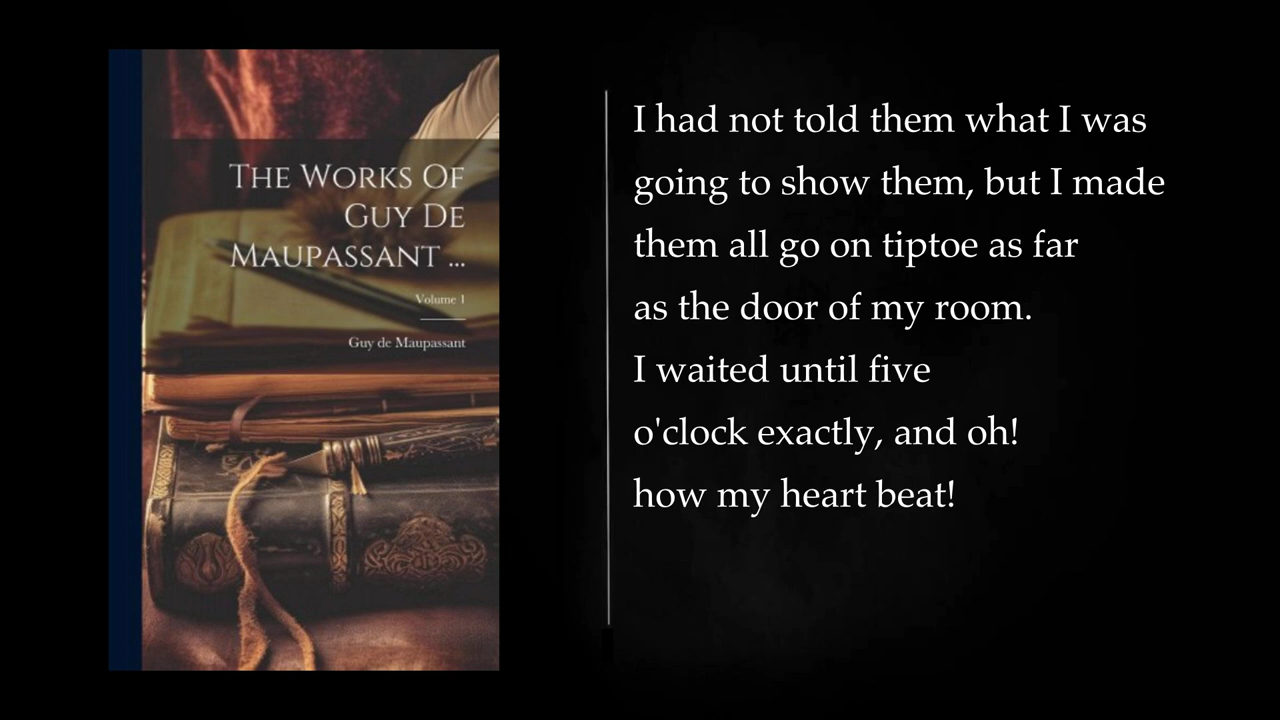 THE WORKS OF
GUY DE
MAUPASSANT ...
Volume 1
Guy de Maupassant
I had not told them what I was
going to show them, but I made
them all go on tiptoe as far
as the door of my room.
I waited until five
o'clock exactly, and oh!
how my heart beat!